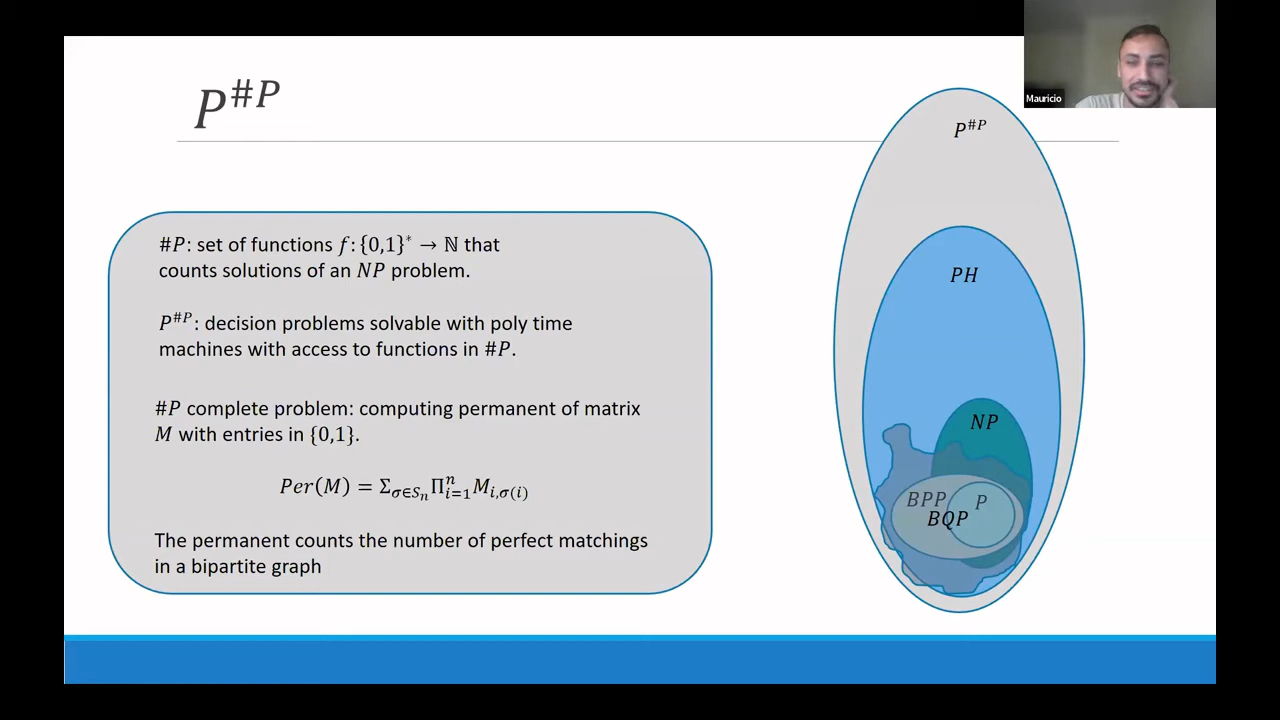 P^{#P}
Mauricio
#P: set of functions f: {0,1}* → ℕ that
counts solutions of an NP problem.
P^{#P}: decision problems solvable with poly time
machines with access to functions in #P.
#P complete problem: computing permanent of matrix
M with entries in {0,1}.
Per(M) = Σ_{σ∈S_n} Π_{i=1}^{n} M_{i,σ(i)}
The permanent counts the number of perfect matchings
in a bipartite graph
P^{#P}
PH
NP
BPP
P
BQP